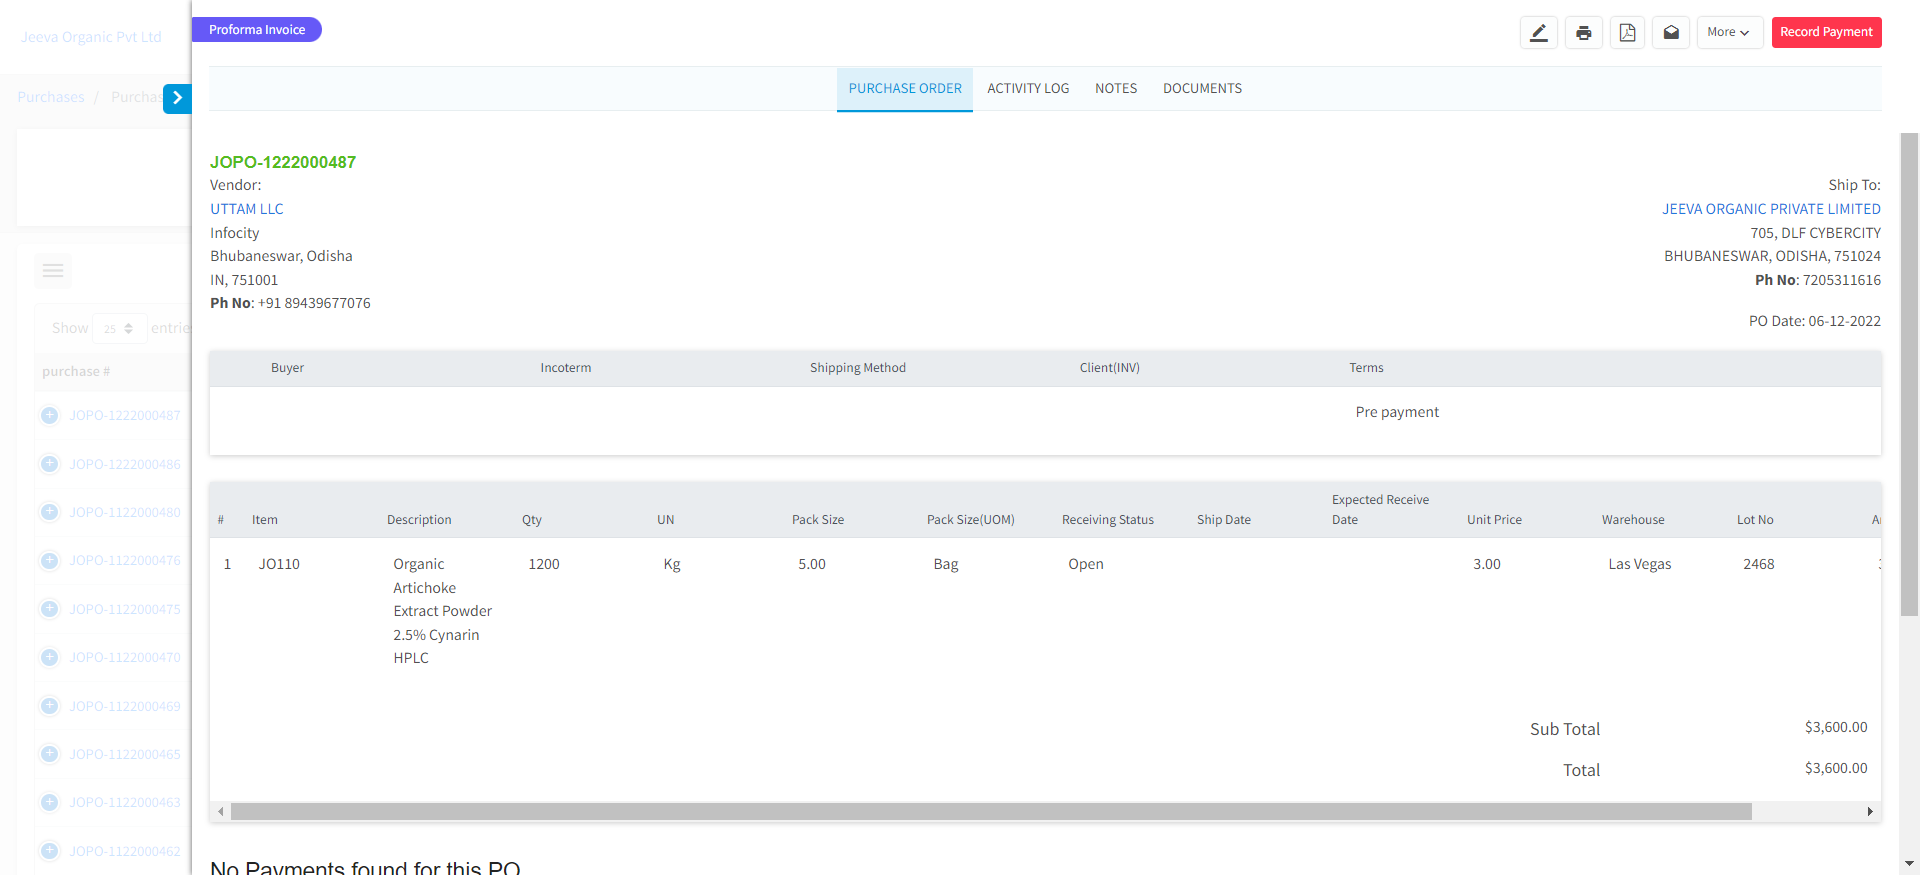 Jeeva Organic Pvt Ltd
Proforma Invoice
More
Record Payment
Purchases / Purchas
PURCHASE ORDER ACTIVITY LOG NOTES DOCUMENTS
JOPO-1222000487
Vendor:
UTTAM LLC
Infocity
Bhubaneswar, Odisha
IN, 751001
Ph No: +91 89439677076
Ship To:
JEEVA ORGANIC PRIVATE LIMITED
705, DLF CYBERCITY
BHUBANESWAR, ODISHA, 751024
Ph No: 7205311616
PO Date: 06-12-2022
Show 25 entries
purchase #
JOPO-1222000487
JOPO-1222000486
JOPO-1122000480
JOPO-1122000476
JOPO-1122000475
JOPO-1122000470
JOPO-1122000469
JOPO-1122000465
JOPO-1122000463
JOPO-1122000462
Buyer Incoterm Shipping Method Client(INV) Terms
Pre payment
# Item Description Qty UN Pack Size Pack Size(UOM) Receiving Status Ship Date Expected Receive Date Unit Price Warehouse Lot No
1 JO110 Organic 1200 Kg 5.00 Bag Open 3.00 Las Vegas 2468
Artichoke
Extract Powder
2.5% Cynarin
HPLC
Sub Total $3,600.00
Total $3,600.00
No Payments found for this PO